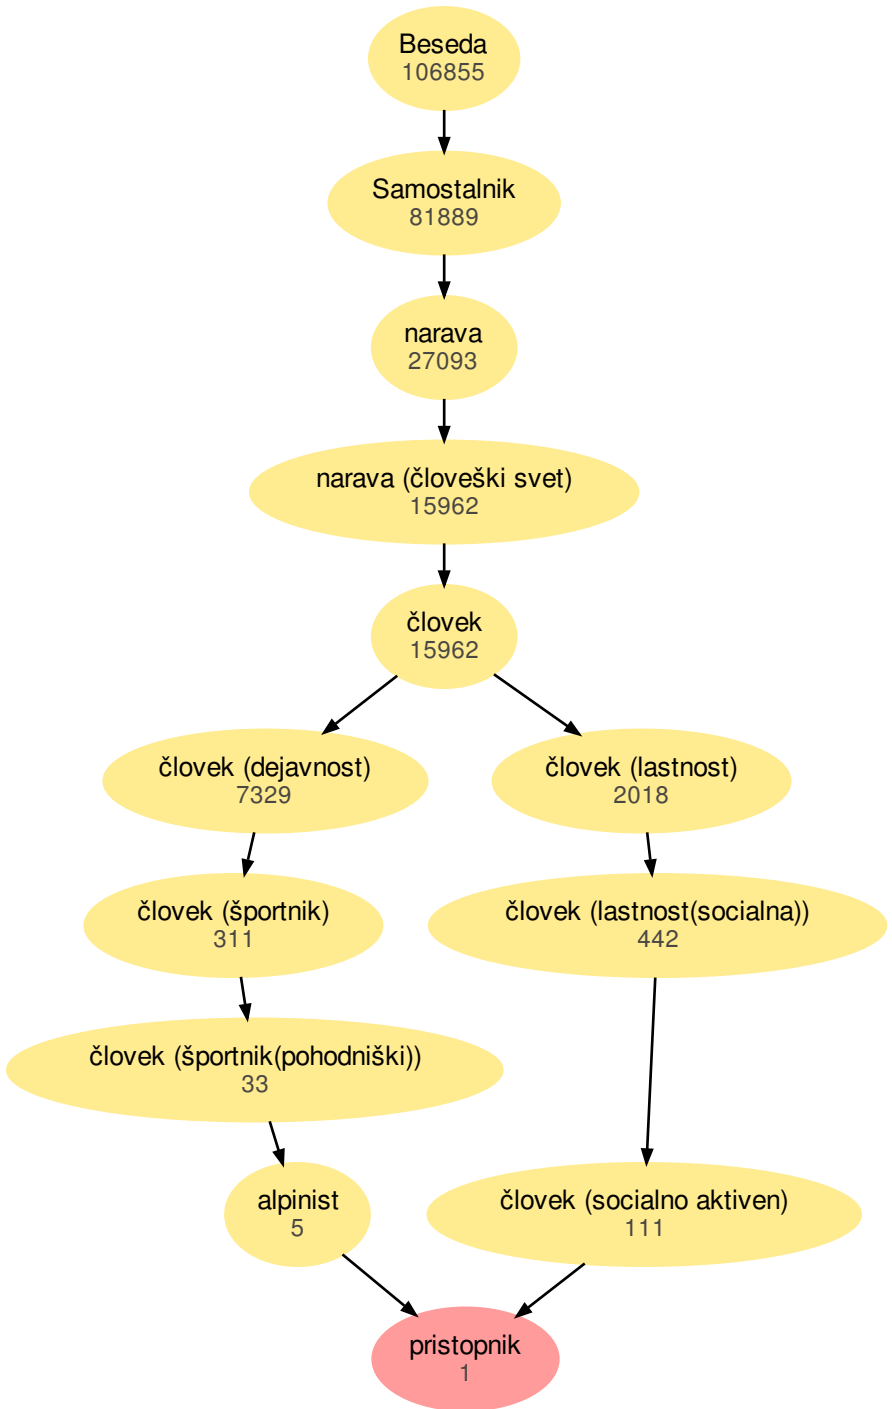 Beseda
106855
Samostalnik
81889
narava
27093
narava (človeški svet)
15962
človek
15962
človek (dejavnost)
7329
človek (lastnost)
2018
človek (športnik)
311
človek (lastnost(socialna))
442
človek (športnik(pohodniški))
33
alpinist
5
človek (socialno aktiven)
111
pristopnik
1